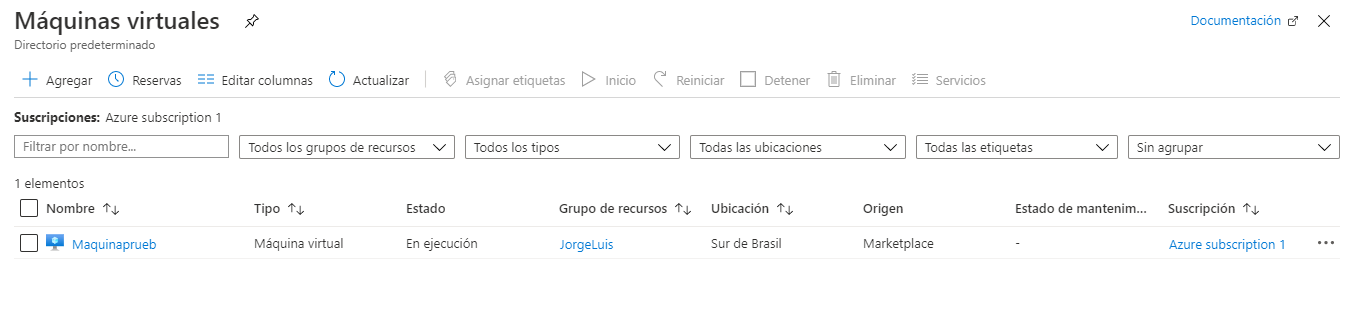 Máquinas virtuales
Documentación
Directorio predeterminado
Agregar Reservas Editar columnas Actualizar Asignar etiquetas Inicio Reiniciar Detener Eliminar Servicios
Suscripciones: Azure subscription 1
Filtrar por nombre... Todos los grupos de recursos Todos los tipos Todas las ubicaciones Todas las etiquetas Sin agrupar
1 elementos
Nombre Tipo Estado Grupo de recursos Ubicación Origen Estado de mantenim... Suscripción
Maquinaprueb Máquina virtual En ejecución JorgeLuis Sur de Brasil Marketplace - Azure subscription 1 ...